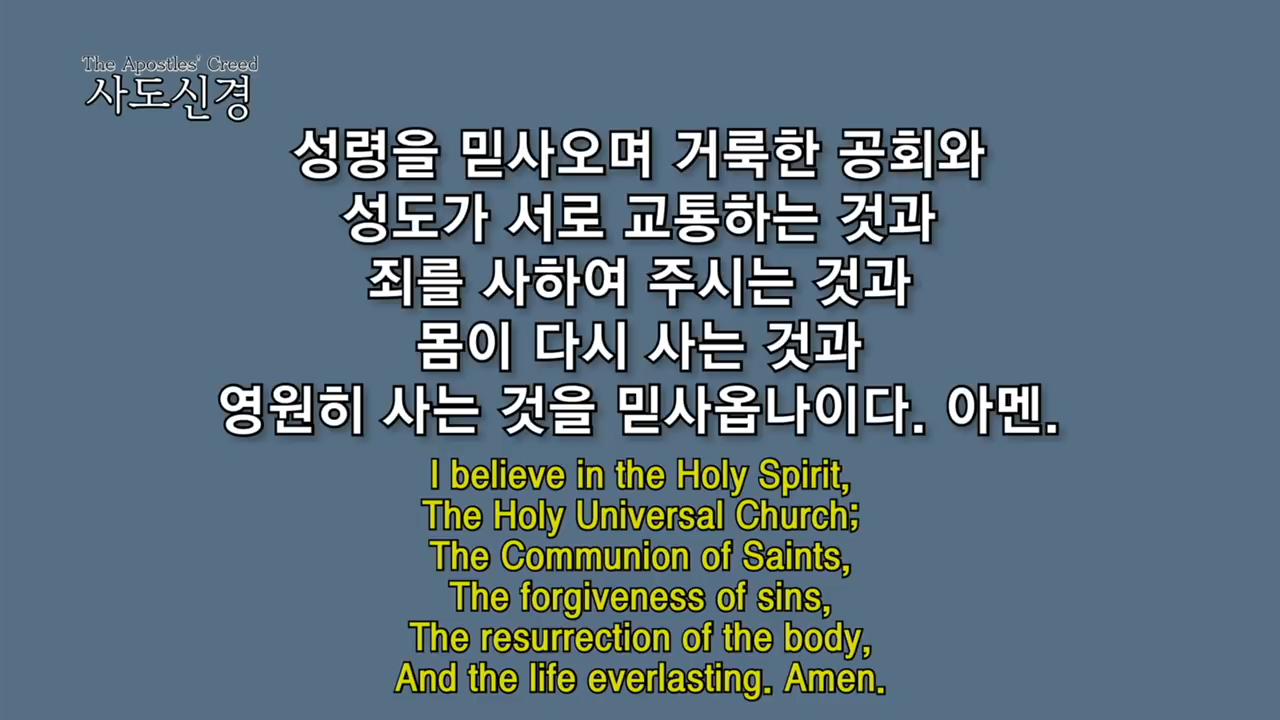 The Apostles' Creed
사도신경
성령을 믿사오며 거룩한 공회와
성도가 서로 교통하는 것과
죄를 사하여 주시는 것과
몸이 다시 사는 것과
영원히 사는 것을 믿사옵나이다. 아멘.
I believe in the Holy Spirit,
The Holy Universal Church;
The Communion of Saints,
The forgiveness of sins,
The resurrection of the body,
And the life everlasting. Amen.